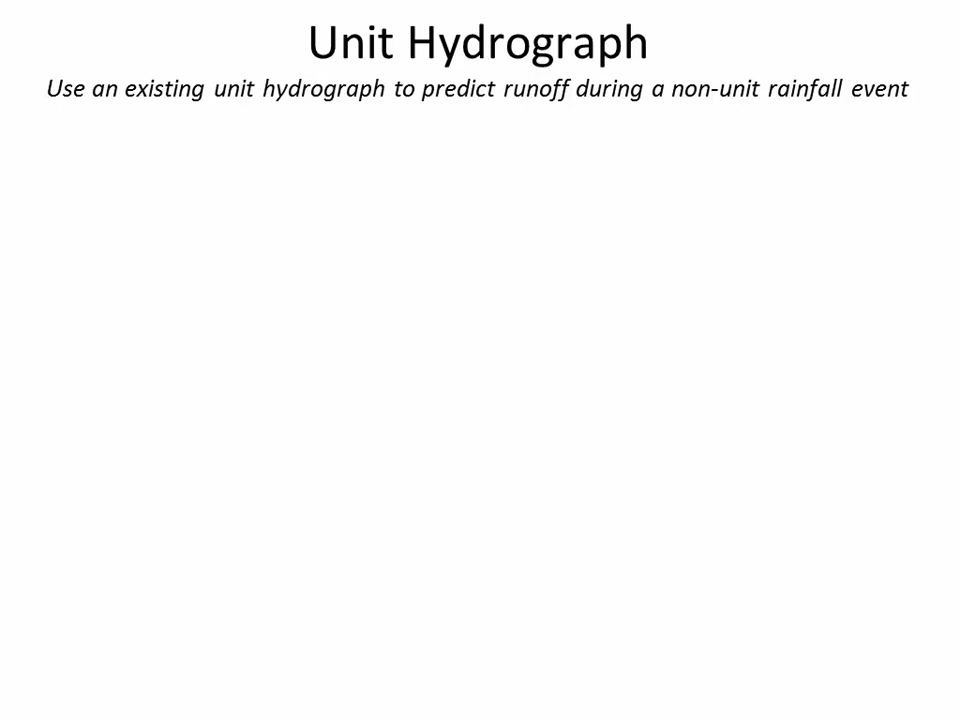 Unit Hydrograph
Use an existing unit hydrograph to predict runoff during a non-unit rainfall event